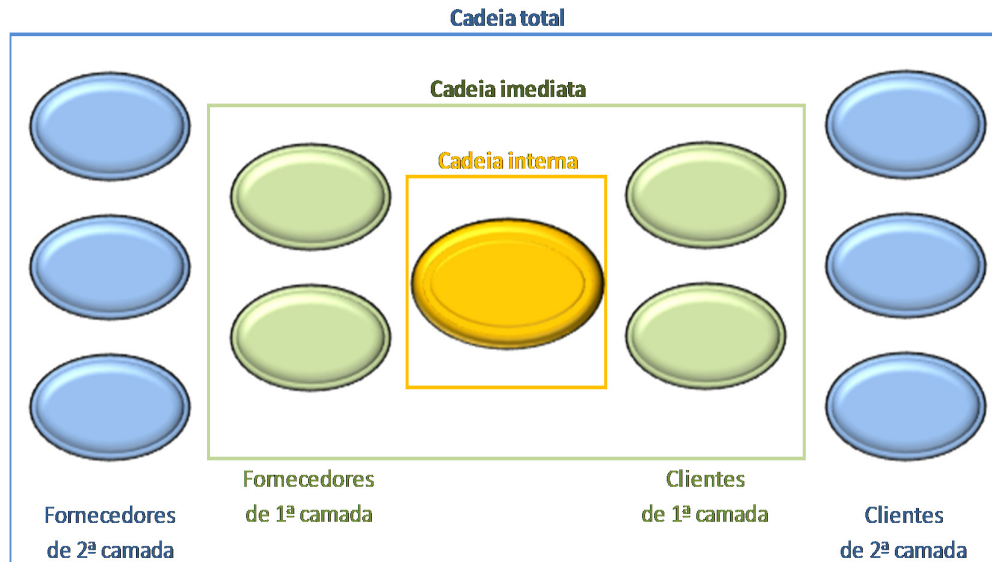 Cadeia total
Cadeia imediata
Cadeia interna
Fornecedores
de 1ª camada
Clientes
de 1ª camada
Fornecedores
de 2ª camada
Clientes
de 2ª camada